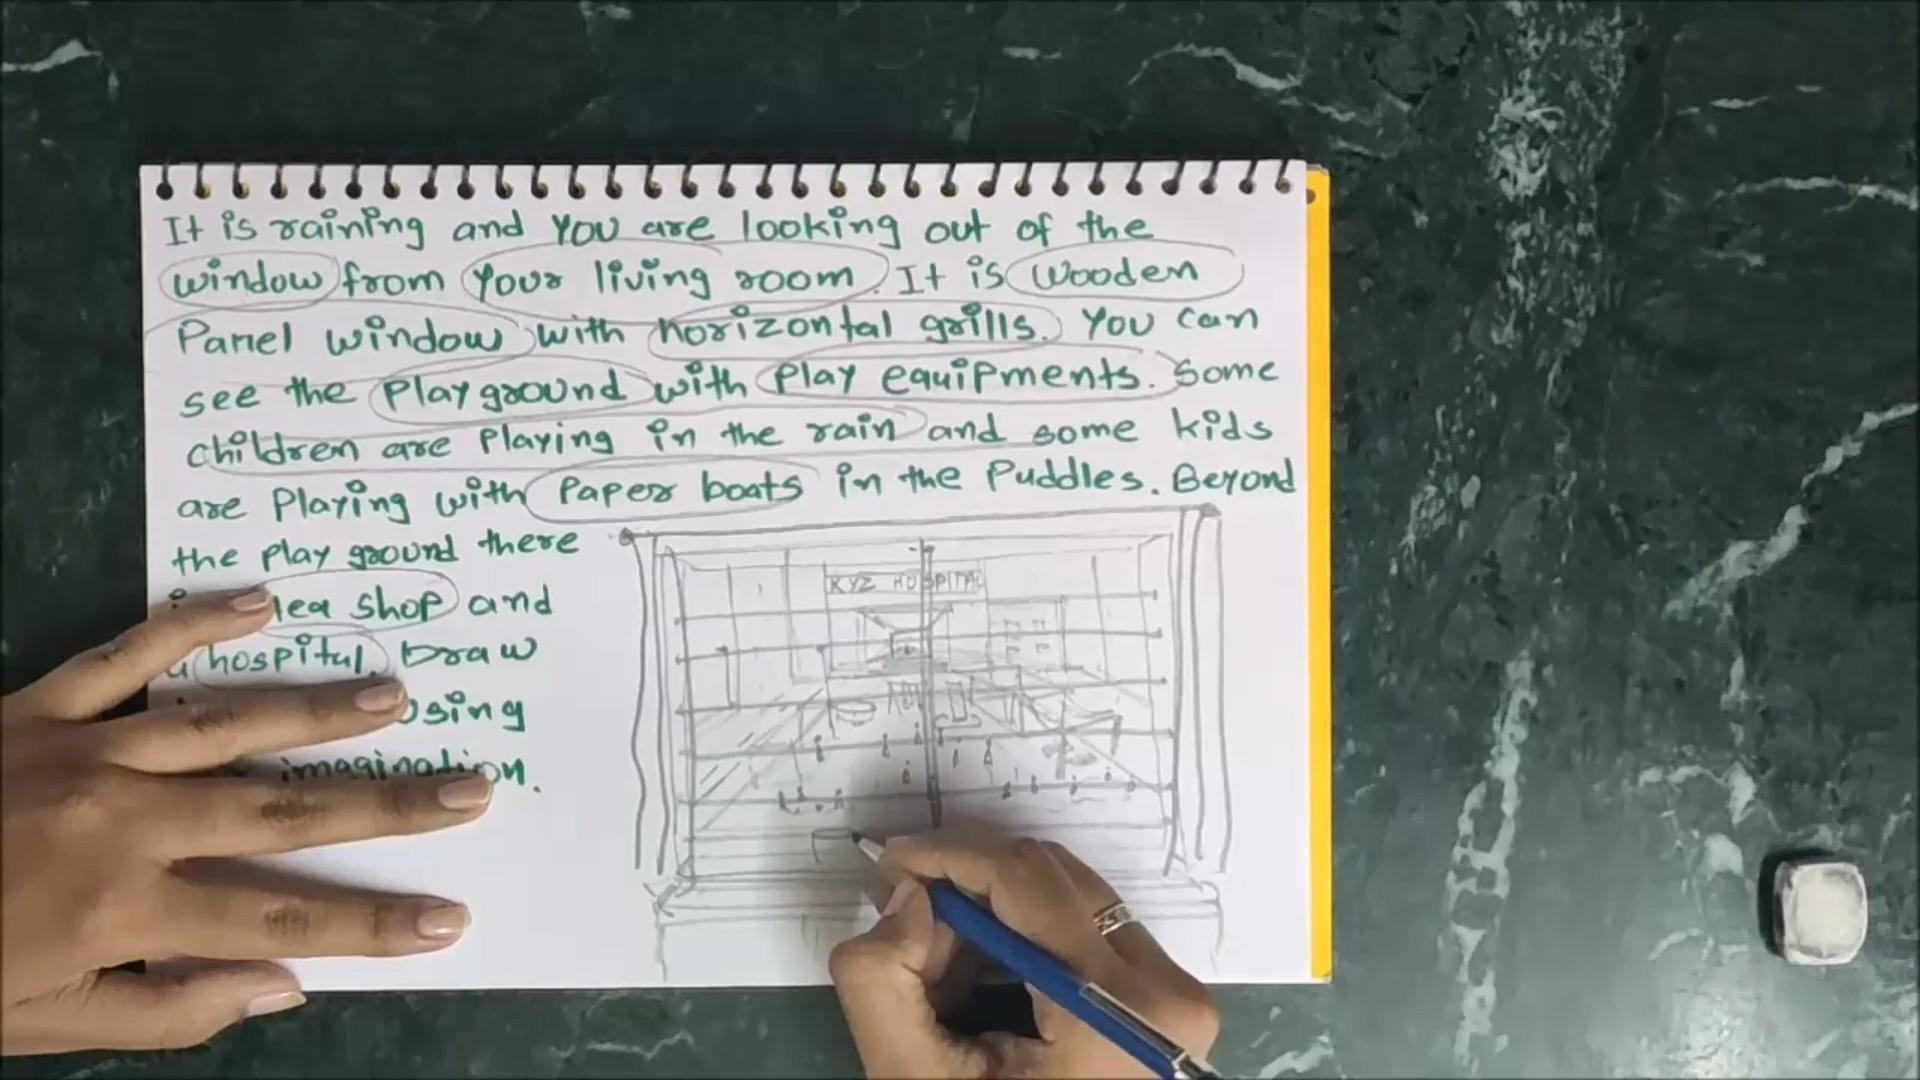 It is raining and you are looking out of the
window from your living room. It is wooden
Panel window with horizontal grills. You can
see the Playground with Play equipments. Some
children are Playing in the rain and some kids
are Playing with Paper boats in the Puddles. Beyond
the play ground there
tea shop and
a hospital. Draw
using
imagination.
XYZ HOSPITAL